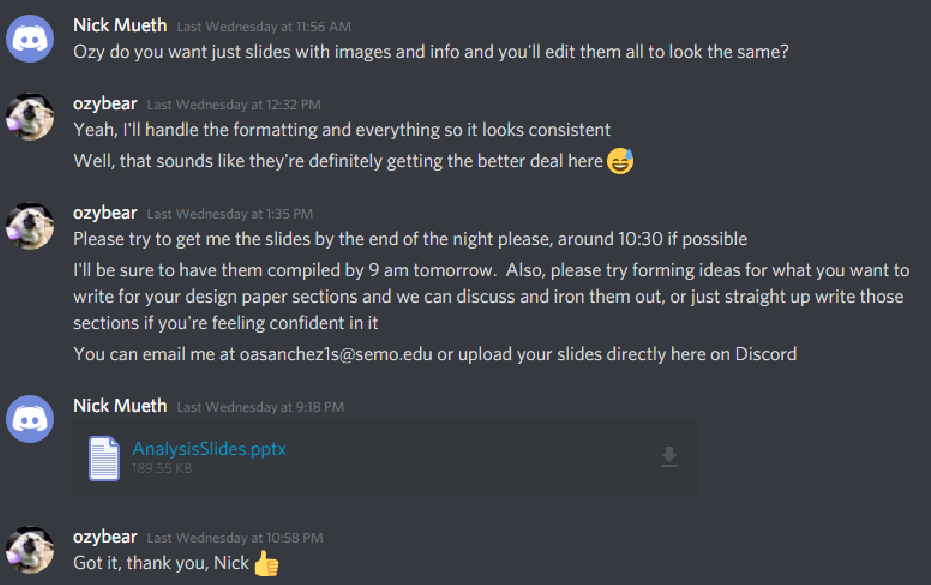 Nick Mueth Last Wednesday at 11:56 AM
Ozy do you want just slides with images and info and you'll edit them all to look the same?
ozybear Last Wednesday at 12:32 PM
Yeah, I'll handle the formatting and everything so it looks consistent
Well, that sounds like they're definitely getting the better deal here 😅
ozybear Last Wednesday at 1:35 PM
Please try to get me the slides by the end of the night please, around 10:30 if possible
I'll be sure to have them compiled by 9 am tomorrow.  Also, please try forming ideas for what you want to
write for your design paper sections and we can discuss and iron them out, or just straight up write those
sections if you're feeling confident in it
You can email me at oasanchez1s@semo.edu or upload your slides directly here on Discord
Nick Mueth Last Wednesday at 9:18 PM
AnalysisSlides.pptx
189.55 KB
ozybear Last Wednesday at 10:58 PM
Got it, thank you, Nick 👍